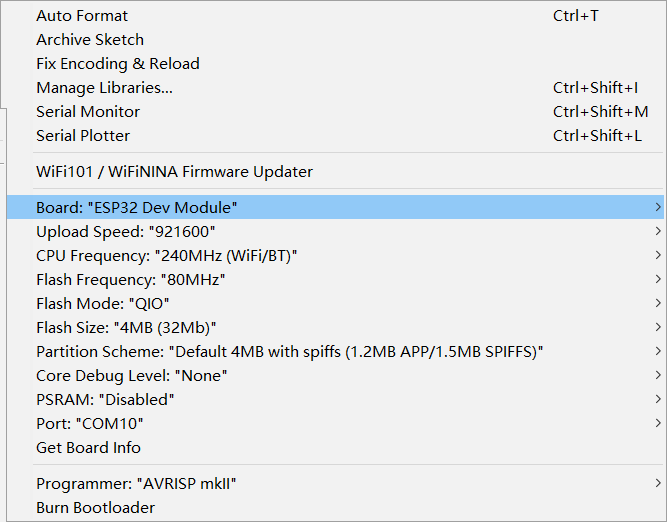 Auto Format Ctrl+T
Archive Sketch
Fix Encoding & Reload
Manage Libraries... Ctrl+Shift+I
Serial Monitor Ctrl+Shift+M
Serial Plotter Ctrl+Shift+L
WiFi101 / WiFiNINA Firmware Updater
Board: "ESP32 Dev Module"
Upload Speed: "921600"
CPU Frequency: "240MHz (WiFi/BT)"
Flash Frequency: "80MHz"
Flash Mode: "QIO"
Flash Size: "4MB (32Mb)"
Partition Scheme: "Default 4MB with spiffs (1.2MB APP/1.5MB SPIFFS)"
Core Debug Level: "None"
PSRAM: "Disabled"
Port: "COM10"
Get Board Info
Programmer: "AVRISP mkII"
Burn Bootloader